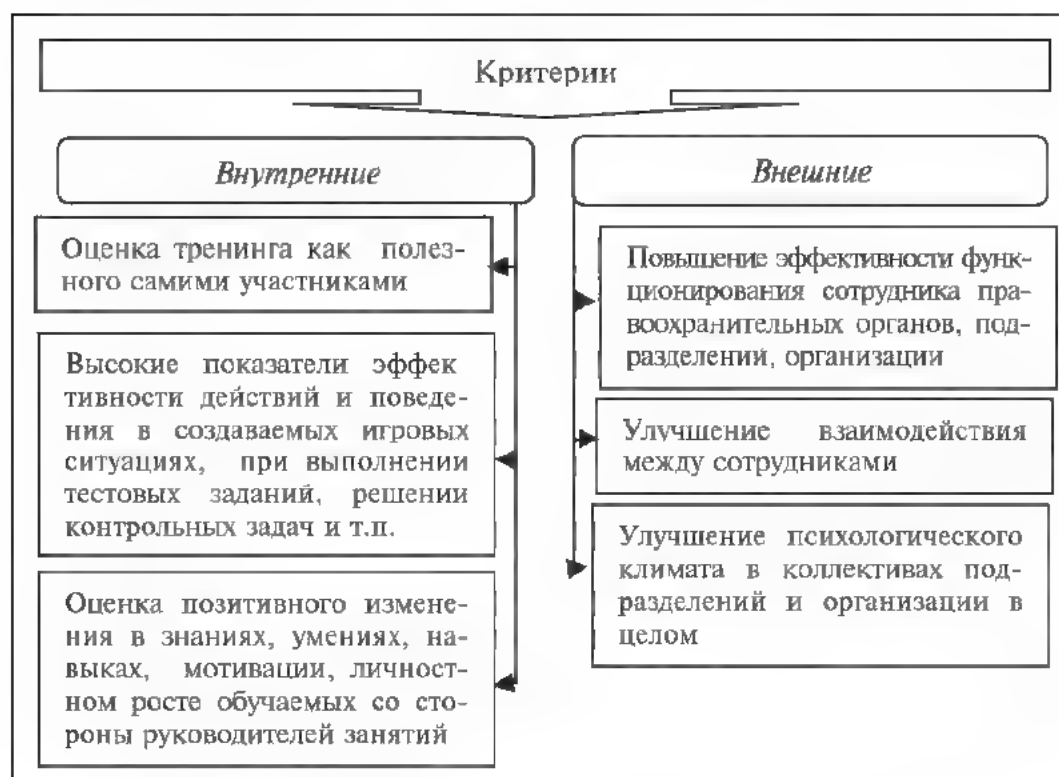 Критерии
Внутренние
Оценка тренинга как полез-
ного самими участниками
Высокие показатели эффек
тивности действий и поведе-
ния в создаваемых игровых
ситуациях, при выполнении
тестовых заданий, решении
контрольных задач и т.п.
Оценка позитивного измене-
ния в знаниях, умениях, на-
выках, мотивации, личност-
ном росте обучаемых со сто-
роны руководителей занятий
Внешние
Повышение эффективности функ-
ционирования сотрудника пра-
воохранительных органов, под-
разделений, организации
Улучшение взаимодействия
между сотрудниками
Улучшение психологического
климата в коллективах под-
разделений и организации в
целом